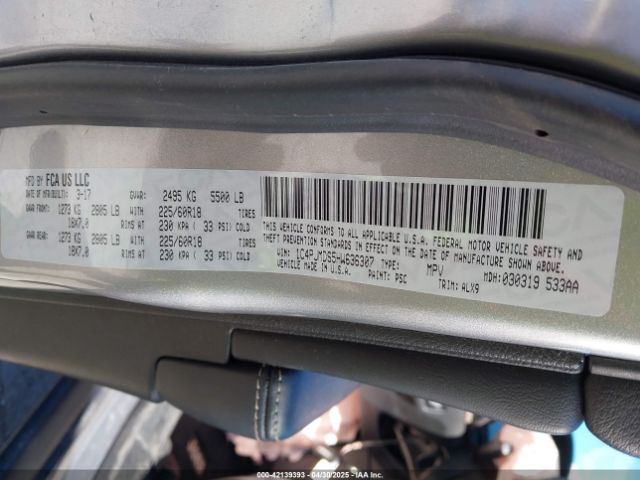 MFD BY FCA US LLC
DATE OF MFR(BUILT): 3-17 GVWR: 2495 KG 5500 LB
GAWR FRONT: 1273 KG 2805 LB WITH 225/60R18 TIRES
18X7.0 RIMS AT 230 KPA ( 33 PSI) COLD
GAWR REAR: 1273 KG 2805 LB WITH 225/60R18 TIRES
18X7.0 RIMS AT 230 KPA ( 33 PSI) COLD
THIS VEHICLE CONFORMS TO ALL APPLICABLE U.S.A. FEDERAL MOTOR VEHICLE SAFETY AND
THEFT PREVENTION STANDARDS IN EFFECT ON THE DATE OF MANUFACTURE SHOWN ABOVE.
VIN: 1C4PJMDS5HW636307 TYPE: MPV MDH:030319 533AA
MADE IN U.S.A. PAINT: PSC TRIM: ALX9
000-42139393 04/30/2025 - IAAI.COM